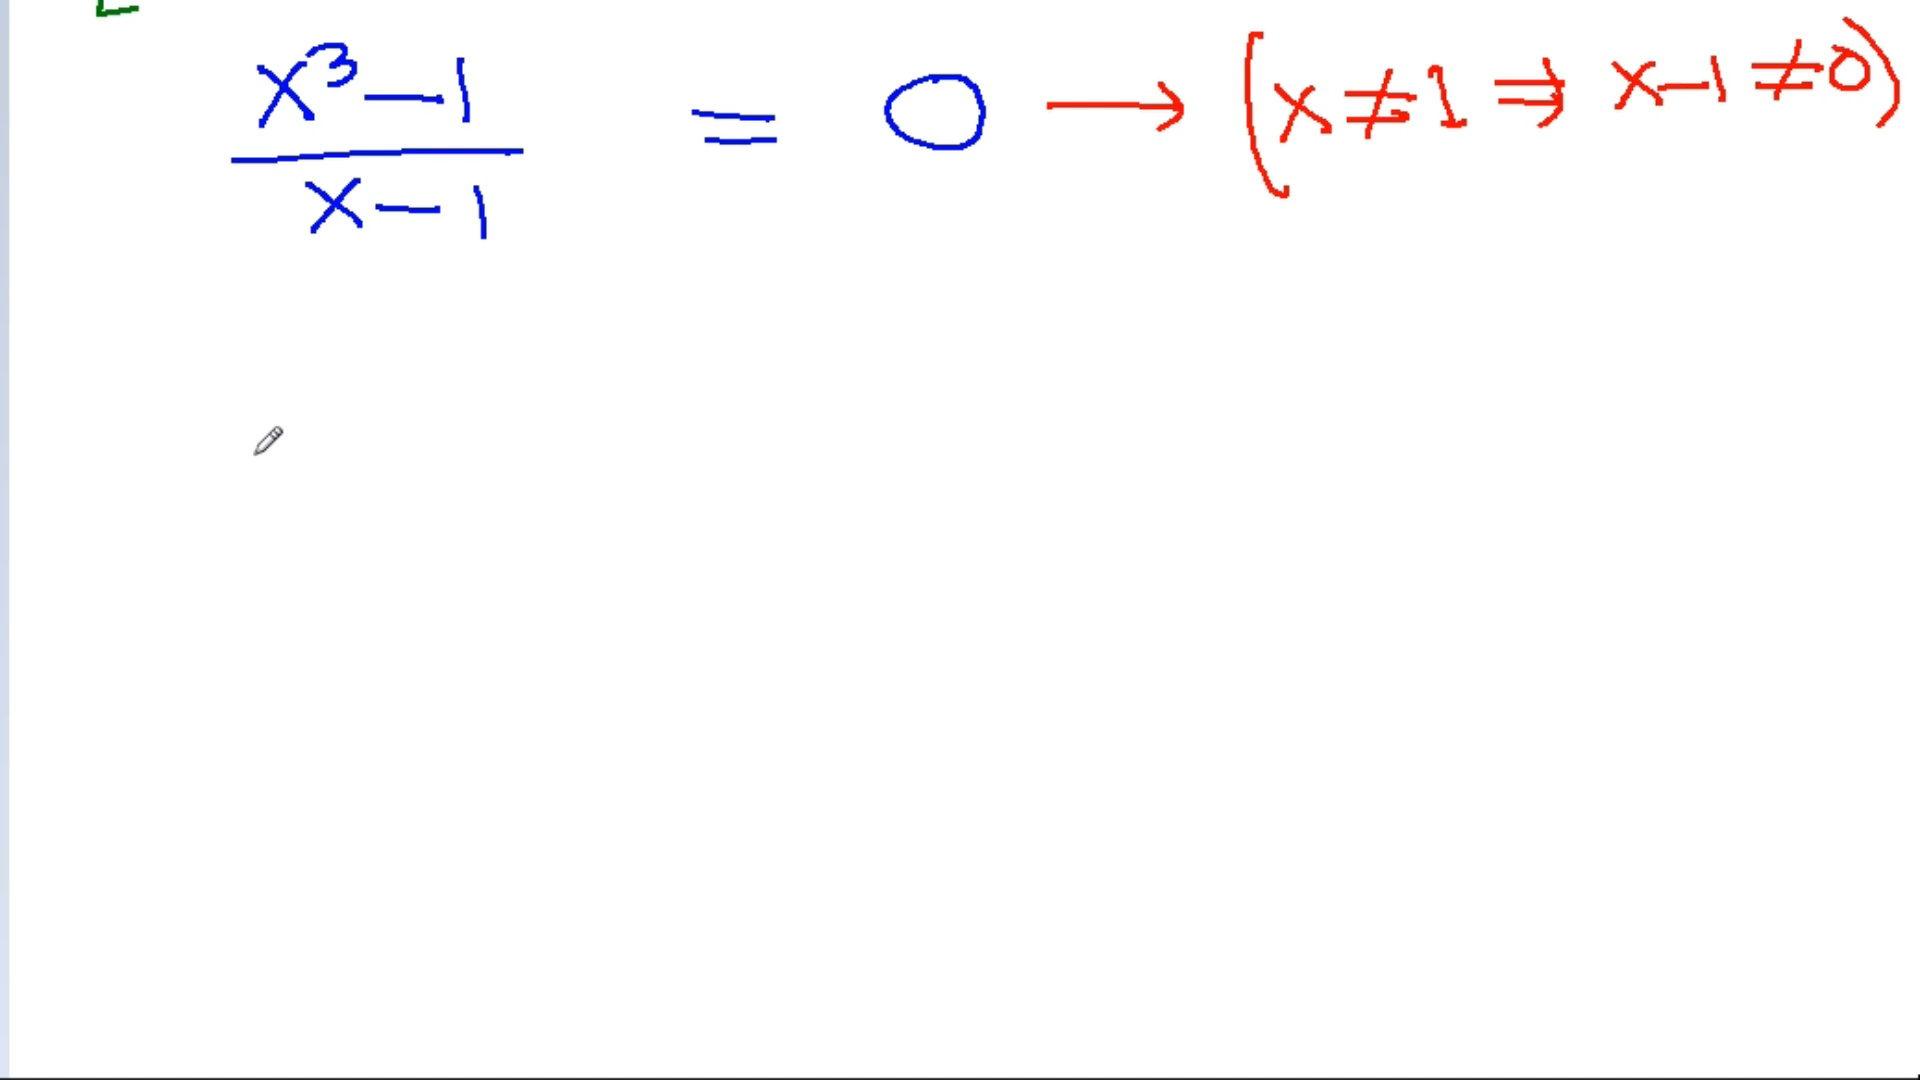 x³-1 / x-1 = 0 → (x≠1 ⇒ x-1≠0)